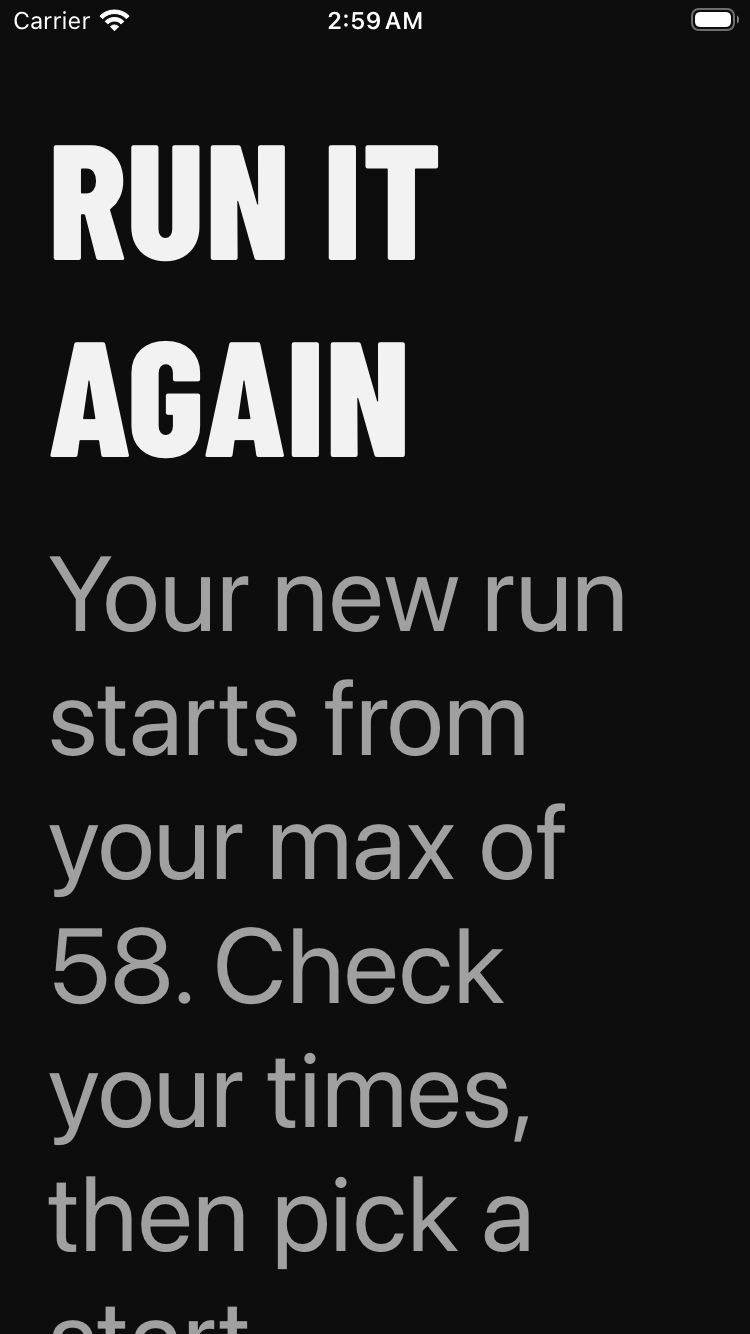 Carrier 2:59 AM
RUN IT
AGAIN
Your new run
starts from
your max of
58. Check
your times,
then pick a
start